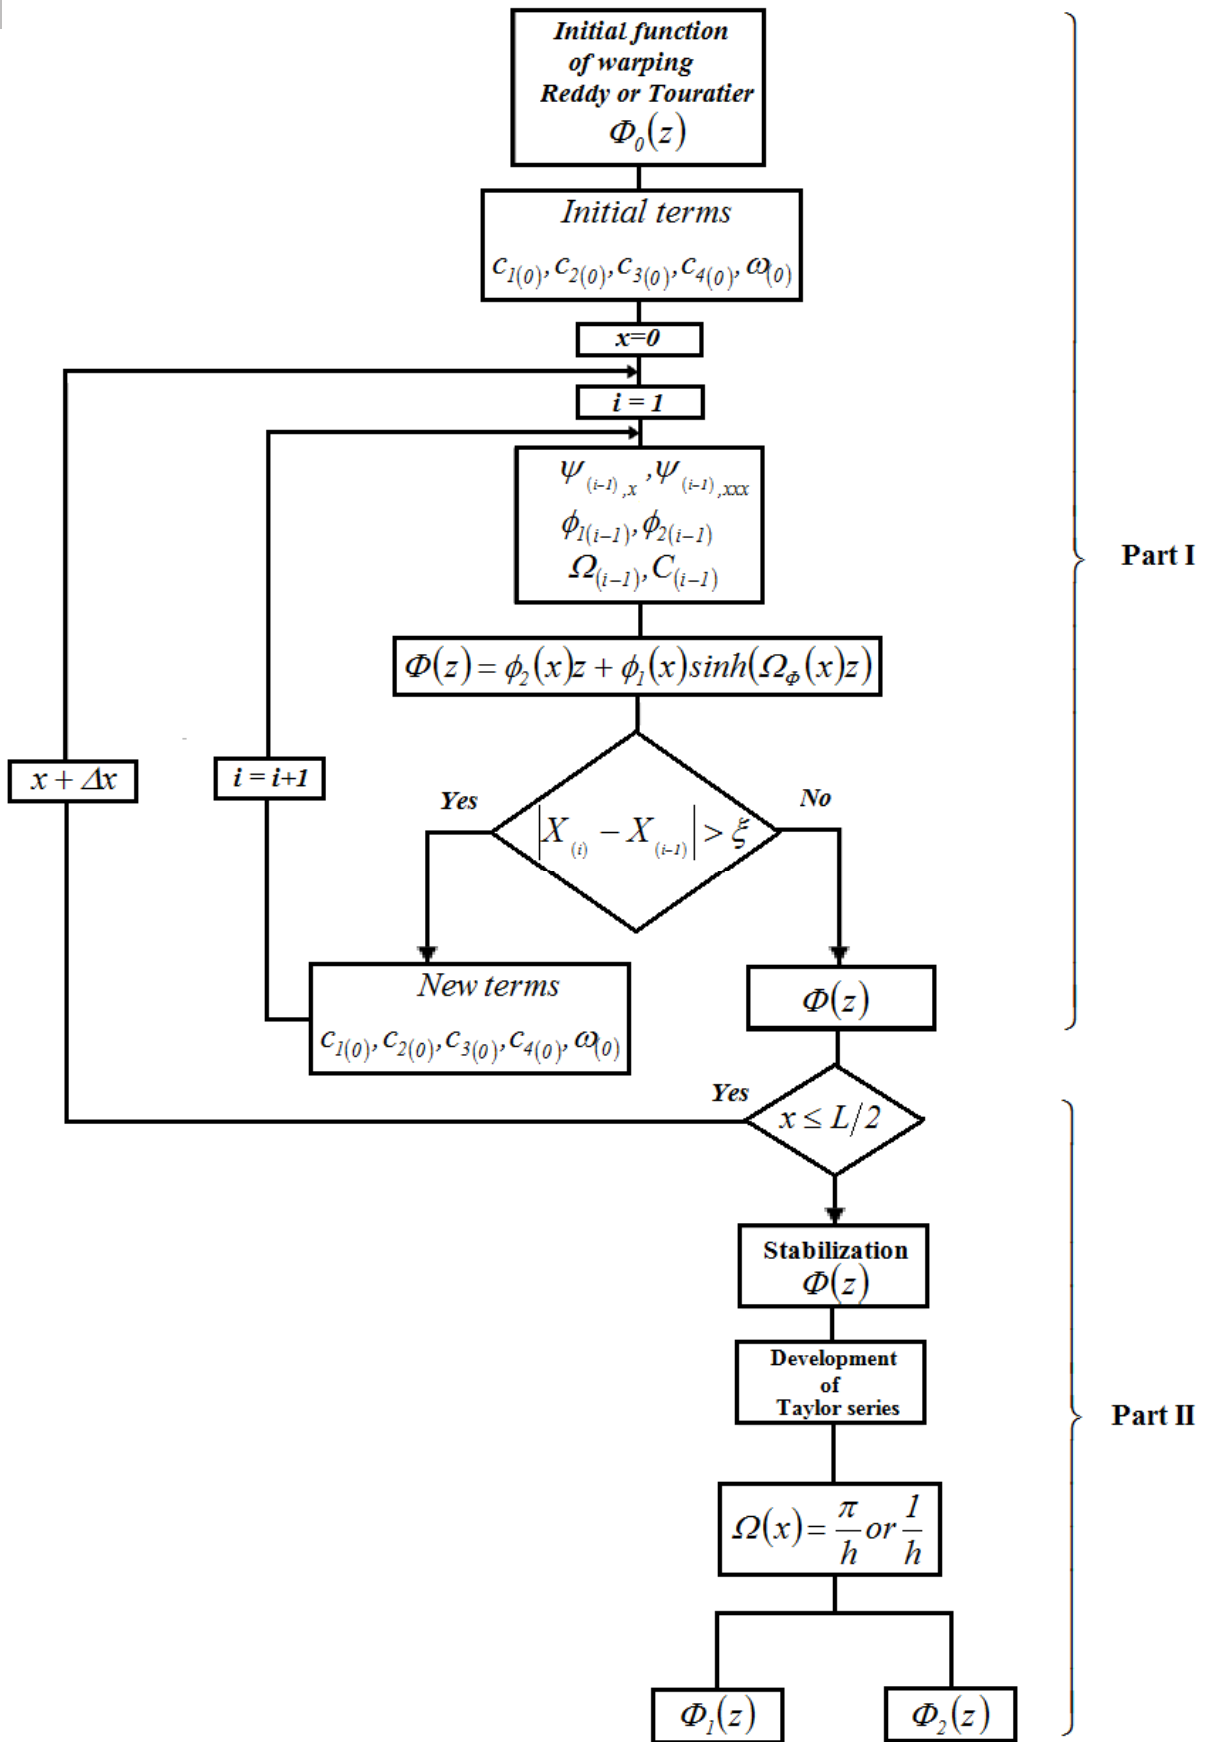 Initial function
of warping
Reddy or Touratier
Φ₀(z)
Initial terms
c₁₍₀₎, c₂₍₀₎, c₃₍₀₎, c₄₍₀₎, ω₍₀₎
x=0
i = 1
ψ₍ᵢ₋₁₎,ₓ ,ψ₍ᵢ₋₁₎,ₓₓₓ
ϕ₁₍ᵢ₋₁₎, ϕ₂₍ᵢ₋₁₎
Ω₍ᵢ₋₁₎, C₍ᵢ₋₁₎
Part I
Φ(z) = ϕ₂(x)z + ϕ₁(x)sinh(Ω_Φ(x)z)
x + Δx
i = i+1
Yes
No
|X₍ᵢ₎ − X₍ᵢ₋₁₎| > ξ
New terms
c₁₍₀₎, c₂₍₀₎, c₃₍₀₎, c₄₍₀₎, ω₍₀₎
Φ(z)
Yes
x ≤ L/2
Stabilization
Φ(z)
Development
of
Taylor series
Part II
Ω(x) = π/h or 1/h
Φ₁(z)
Φ₂(z)